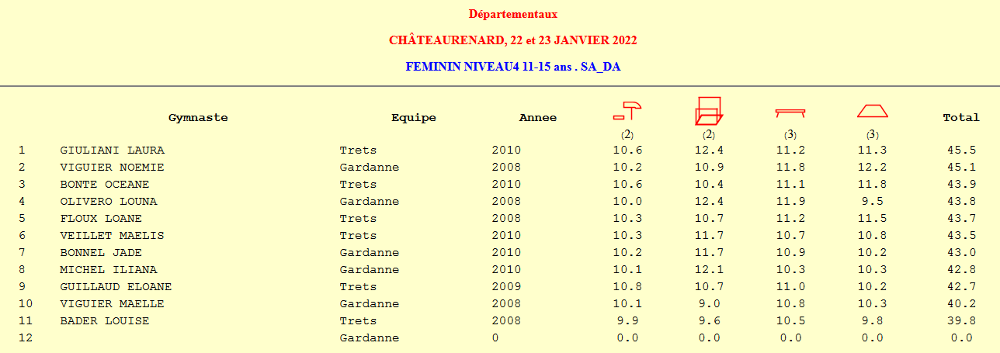 Départementaux
CHÂTEAURENARD, 22 et 23 JANVIER 2022
FEMININ NIVEAU4 11-15 ans . SA_DA
Gymnaste Equipe Annee Total
(2) (2) (3) (3)
1 GIULIANI LAURA Trets 2010 10.6 12.4 11.2 11.3 45.5
2 VIGUIER NOEMIE Gardanne 2008 10.2 10.9 11.8 12.2 45.1
3 BONTE OCEANE Trets 2010 10.6 10.4 11.1 11.8 43.9
4 OLIVERO LOUNA Gardanne 2008 10.0 12.4 11.9 9.5 43.8
5 FLOUX LOANE Trets 2008 10.3 10.7 11.2 11.5 43.7
6 VEILLET MAELIS Trets 2010 10.3 11.7 10.7 10.8 43.5
7 BONNEL JADE Gardanne 2010 10.2 11.7 10.9 10.2 43.0
8 MICHEL ILIANA Gardanne 2010 10.1 12.1 10.3 10.3 42.8
9 GUILLAUD ELOANE Trets 2009 10.8 10.7 11.0 10.2 42.7
10 VIGUIER MAELLE Gardanne 2008 10.1 9.0 10.8 10.3 40.2
11 BADER LOUISE Trets 2008 9.9 9.6 10.5 9.8 39.8
12 Gardanne 0 0.0 0.0 0.0 0.0 0.0